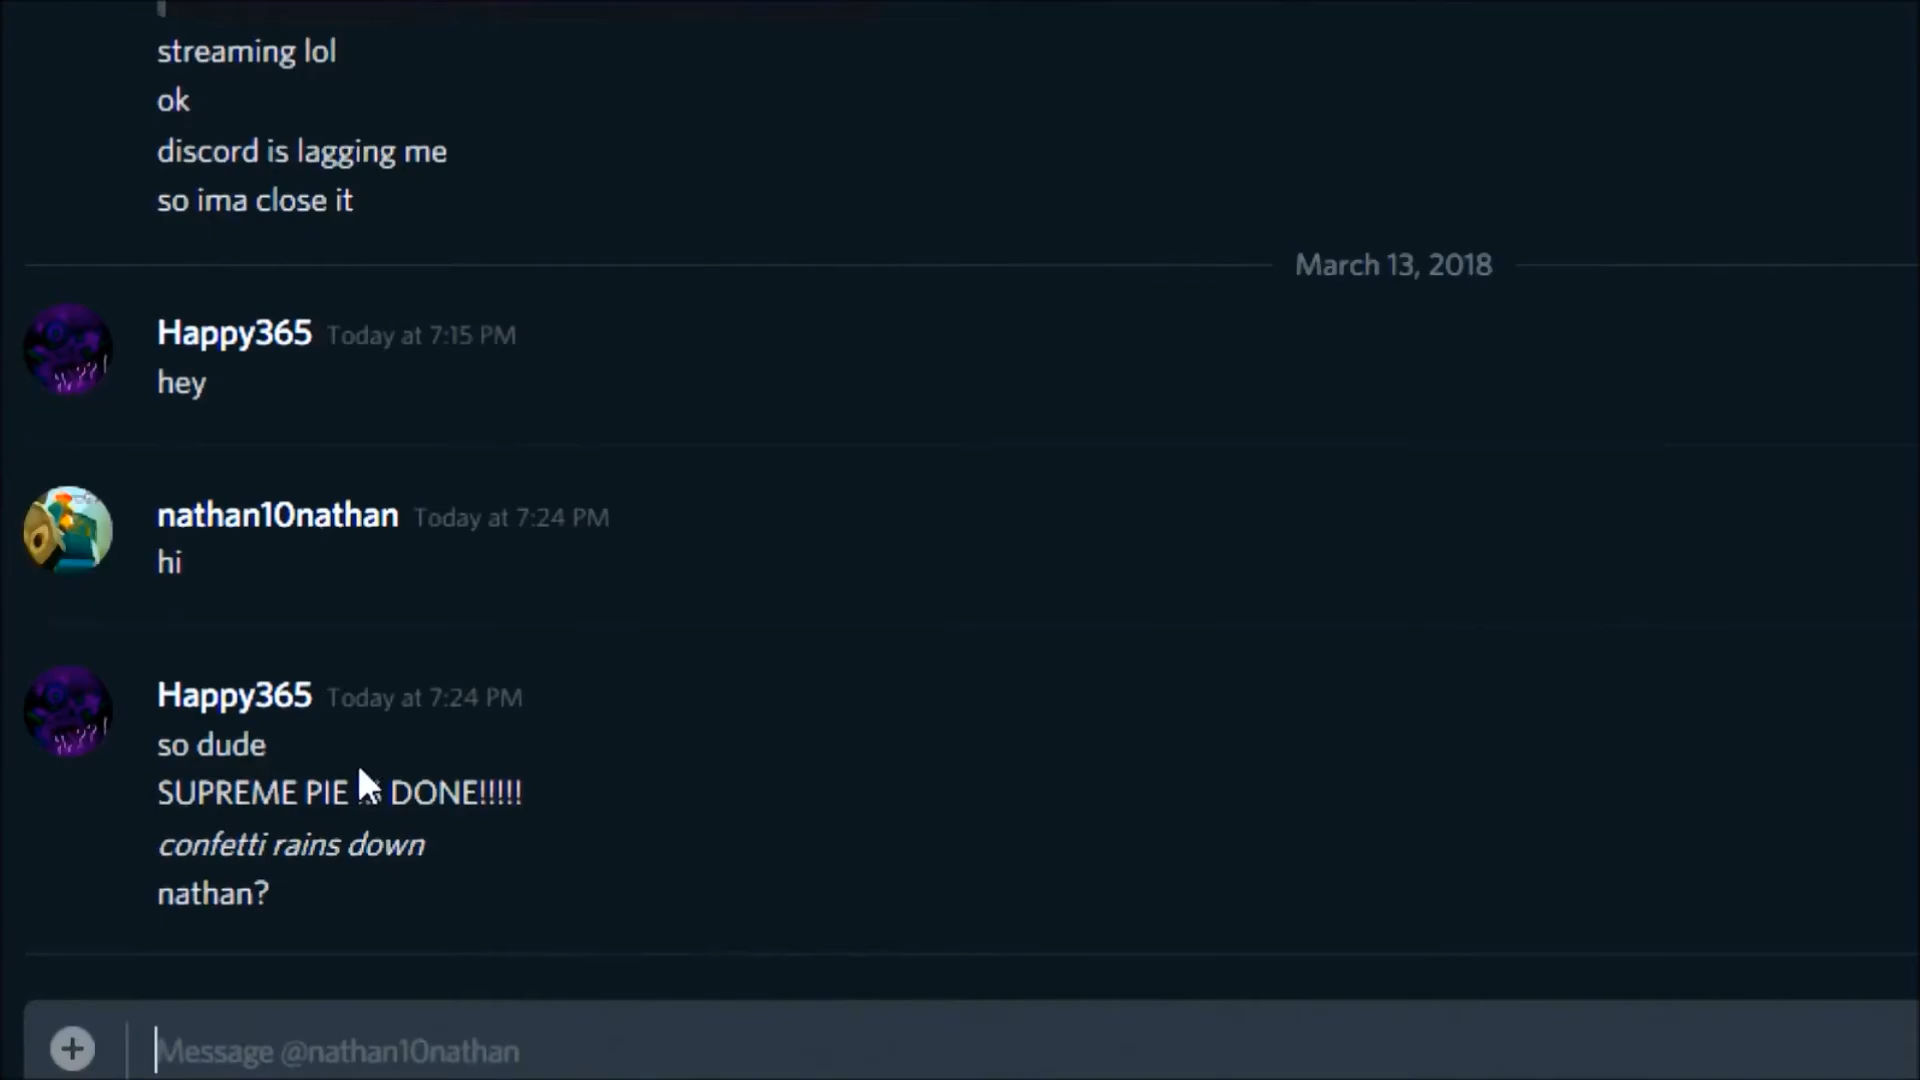 streaming lol
ok
discord is lagging me
so ima close it
March 13, 2018
Happy365 Today at 7:15 PM
hey
nathan10nathan Today at 7:24 PM
hi
Happy365 Today at 7:24 PM
so dude
SUPREME PIE DONE!!!!!
confetti rains down
nathan?
Message @nathan10nathan